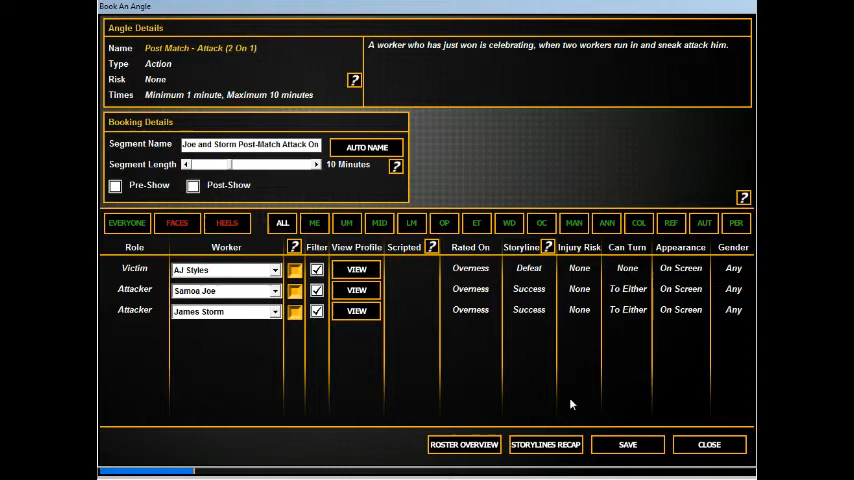 Book An Angle
Angle Details
Name Post Match - Attack (2 On 1)
A worker who has just won is celebrating, when two workers run in and sneak attack him.
Type Action
Risk None
?
Times Minimum 1 minute, Maximum 10 minutes
Booking Details
Segment Name Joe and Storm Post-Match Attack On AUTO NAME
Segment Length 10 Minutes ?
Pre-Show Post-Show
?
EVERYONE FACES HEELS ALL ME UM MID LM OP ET WD OC MAN ANN COL REF AUT PER
Role Worker ? Filter View Profile Scripted ? Rated On Storyline ? Injury Risk Can Turn Appearance Gender
Victim AJ Styles VIEW Overness Defeat None None On Screen Any
Attacker Samoa Joe VIEW Overness Success None To Either On Screen Any
Attacker James Storm VIEW Overness Success None To Either On Screen Any
ROSTER OVERVIEW STORYLINES RECAP SAVE CLOSE